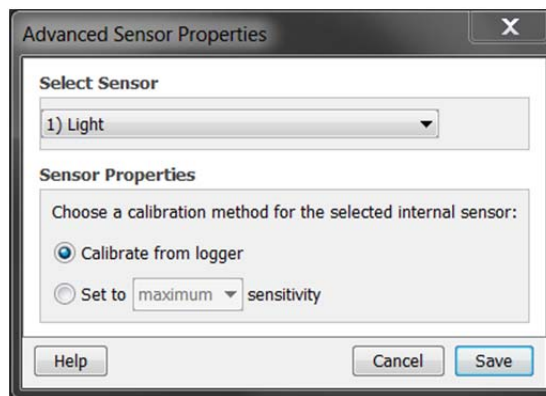 Advanced Sensor Properties
X
Select Sensor
1) Light
Sensor Properties
Choose a calibration method for the selected internal sensor:
Calibrate from logger
Set to maximum sensitivity
Help Cancel Save